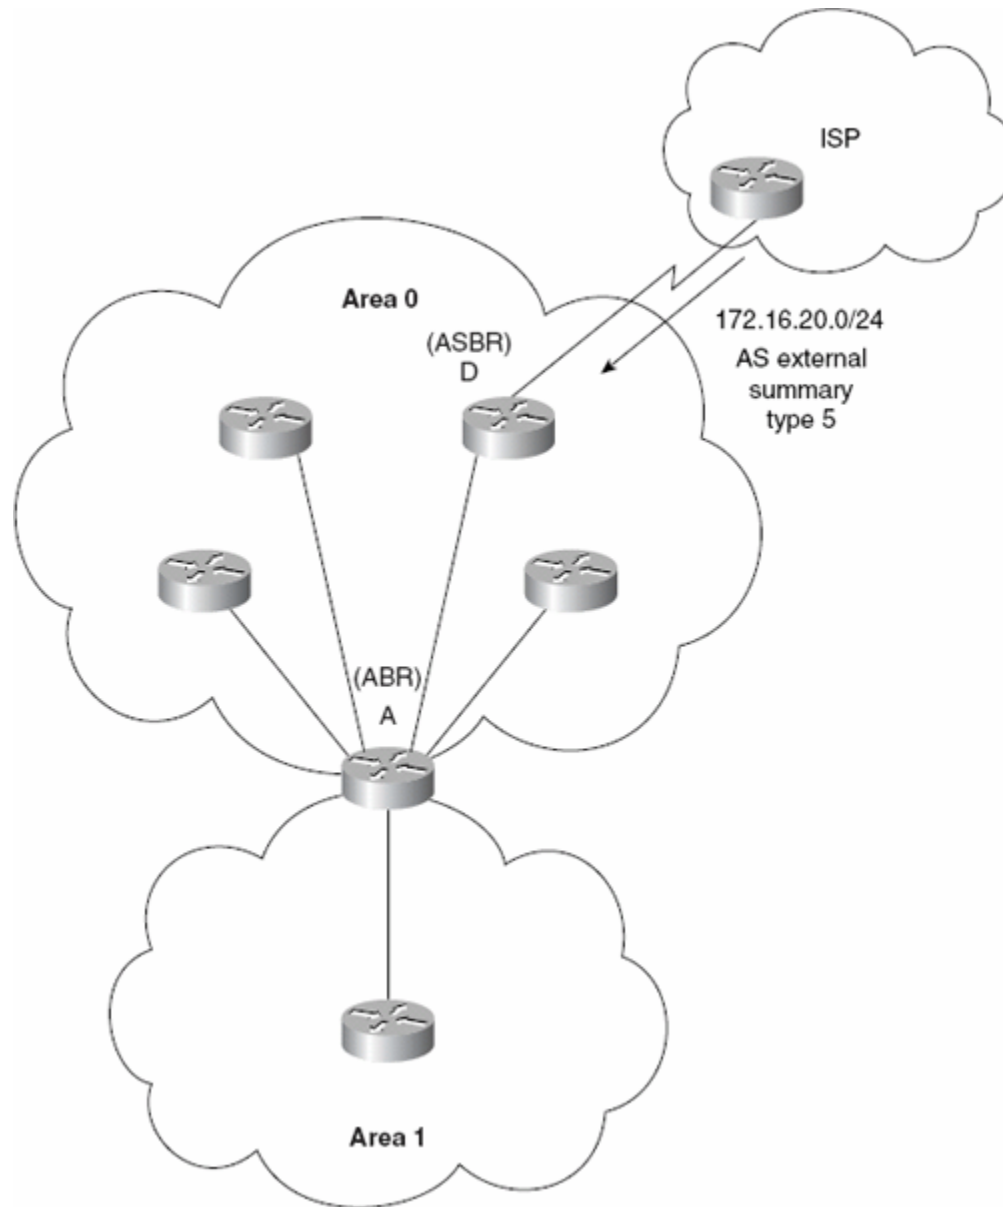 ISP
Area 0
172.16.20.0/24
AS external
summary
type 5
(ASBR)
D
(ABR)
A
Area 1